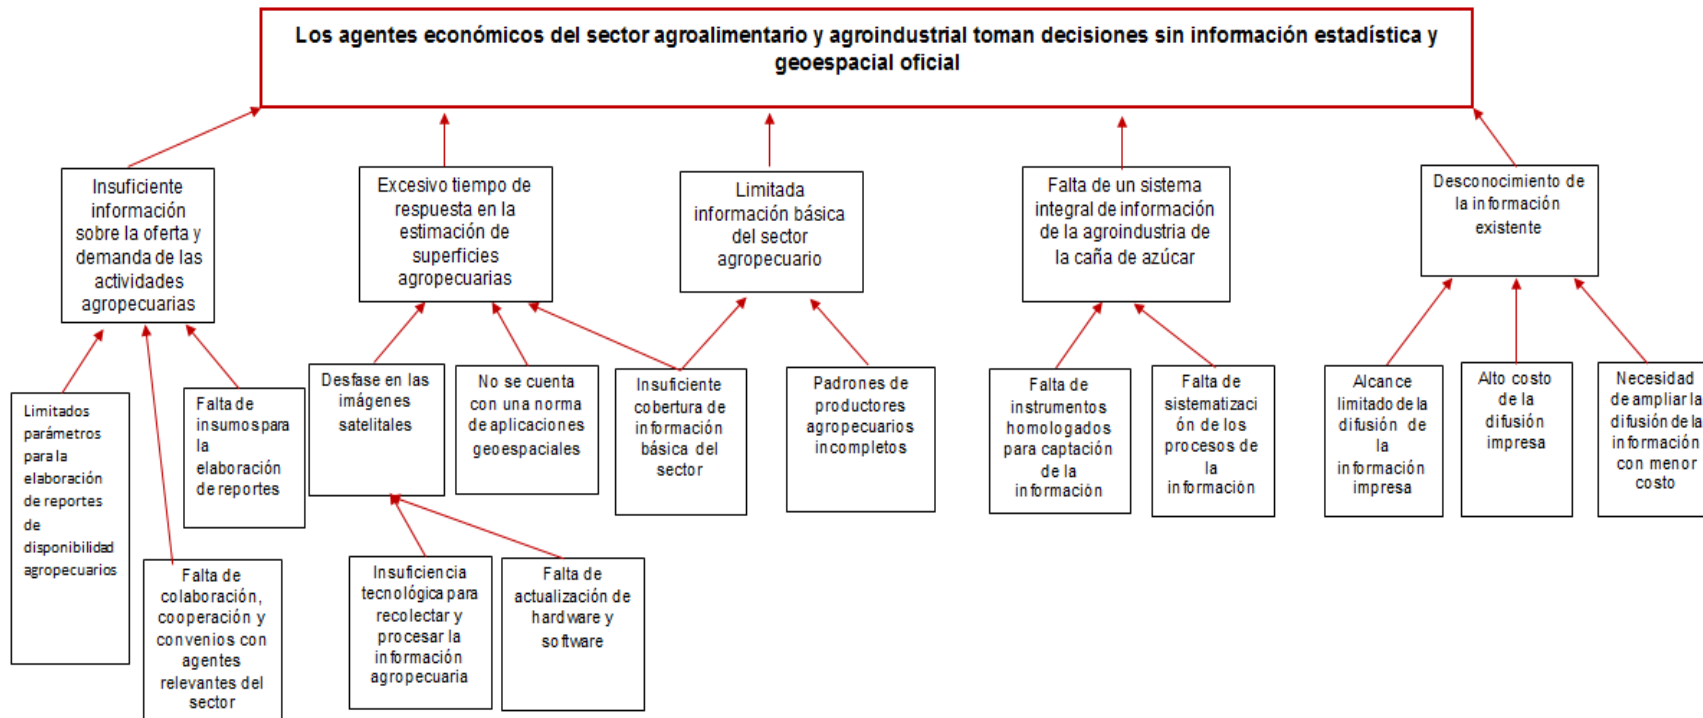 Los agentes económicos del sector agroalimentario y agroindustrial toman decisiones sin información estadística y
geoespacial oficial
Insuficiente
información
sobre la oferta y
demanda de las
actividades
agropecuarias
Excesivo tiempo de
respuesta en la
estimación de
superficies
agropecuarias
Limitada
información básica
del sector
agropecuario
Falta de un sistema
integral de información
de la agroindustria de
la caña de azúcar
Desconocimiento de
la información
existente
Limitados
parámetros
para la
elaboración
de reportes
de
disponibilidad
agropecuarios
Falta de
insumos para
la
elaboración
de reportes
Desfase en las
imágenes
satelitales
No se cuenta
con una norma
de aplicaciones
geoespaciales
Insuficiente
cobertura de
información
básica del
sector
Padrones de
productores
agropecuarios
incompletos
Falta de
instrumentos
homologados
para captación
de la
información
Falta de
sistematizaci
ón de los
procesos de
la
información
Alcance
limitado de la
difusión de
la
información
impresa
Alto costo
de la
difusión
impresa
Necesidad
de ampliar la
difusión de la
información
con menor
costo
Falta de
colaboración,
cooperación y
convenios con
agentes
relevantes del
sector
Insuficiencia
tecnológica para
recolectar y
procesar la
información
agropecuaria
Falta de
actualización de
hardware y
software